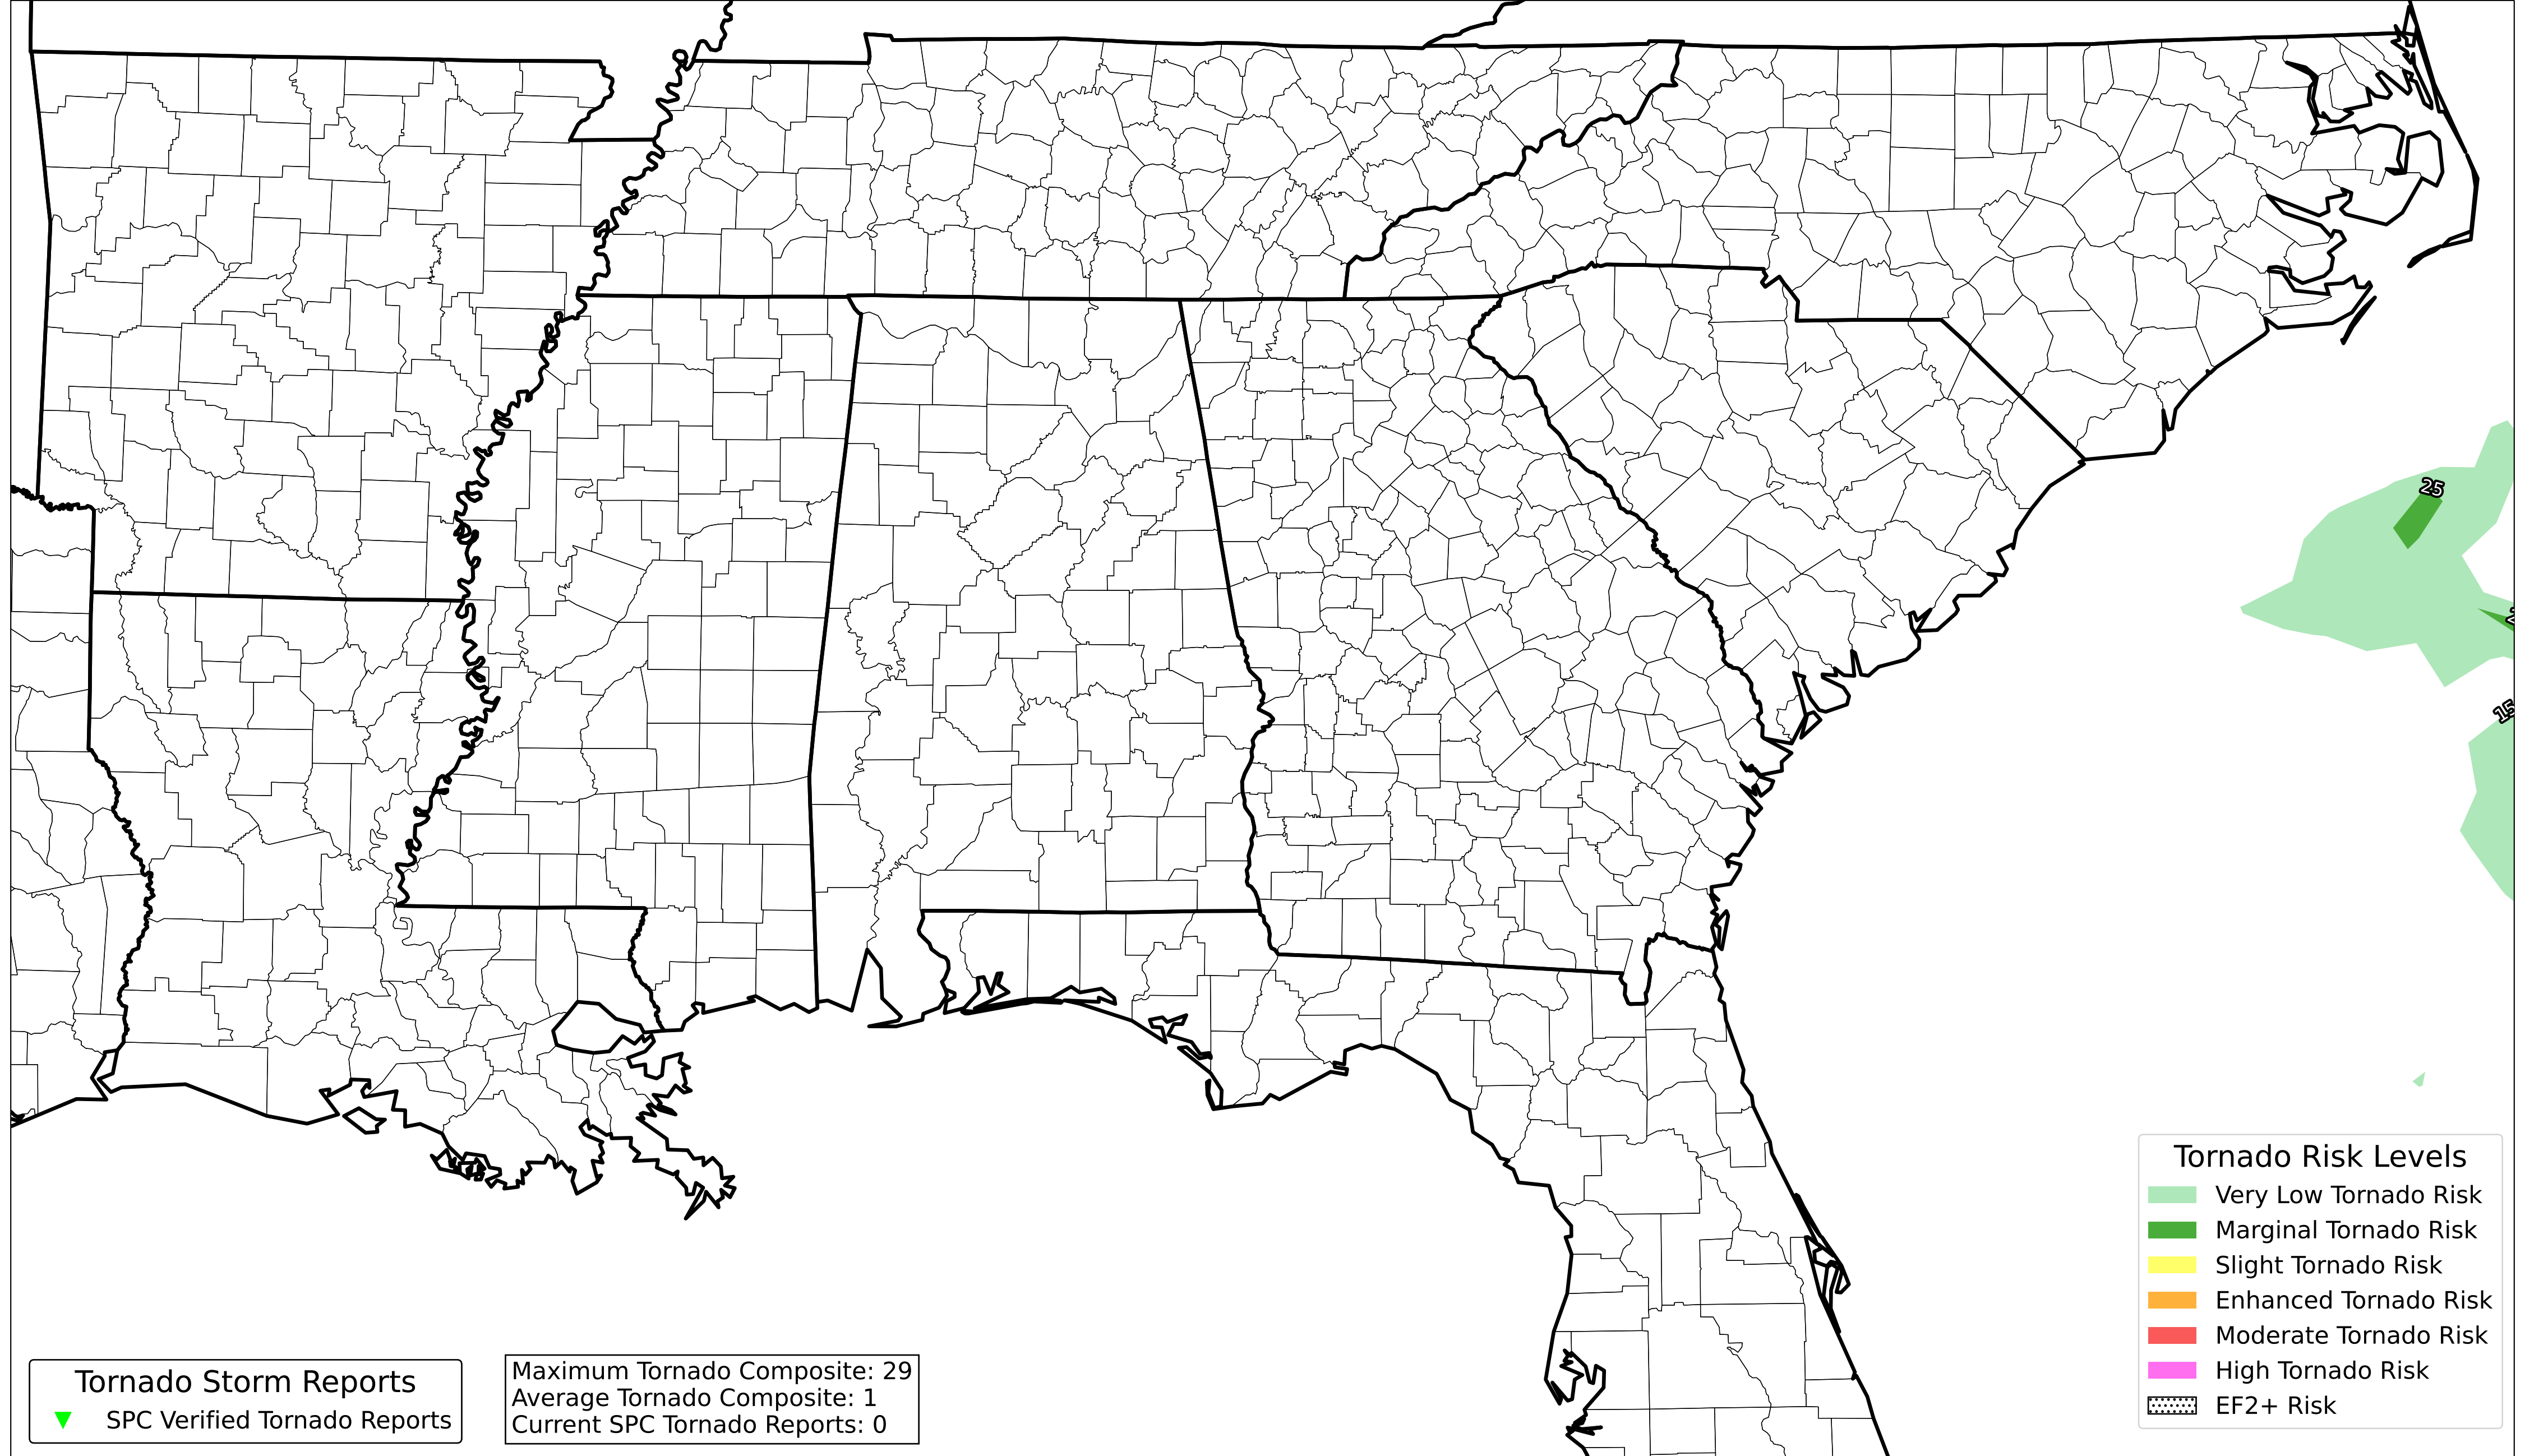 25
15
Tornado Risk Levels
Very Low Tornado Risk
Marginal Tornado Risk
Slight Tornado Risk
Enhanced Tornado Risk
Moderate Tornado Risk
High Tornado Risk
EF2+ Risk
Tornado Storm Reports
SPC Verified Tornado Reports
Maximum Tornado Composite: 29
Average Tornado Composite: 1
Current SPC Tornado Reports: 0